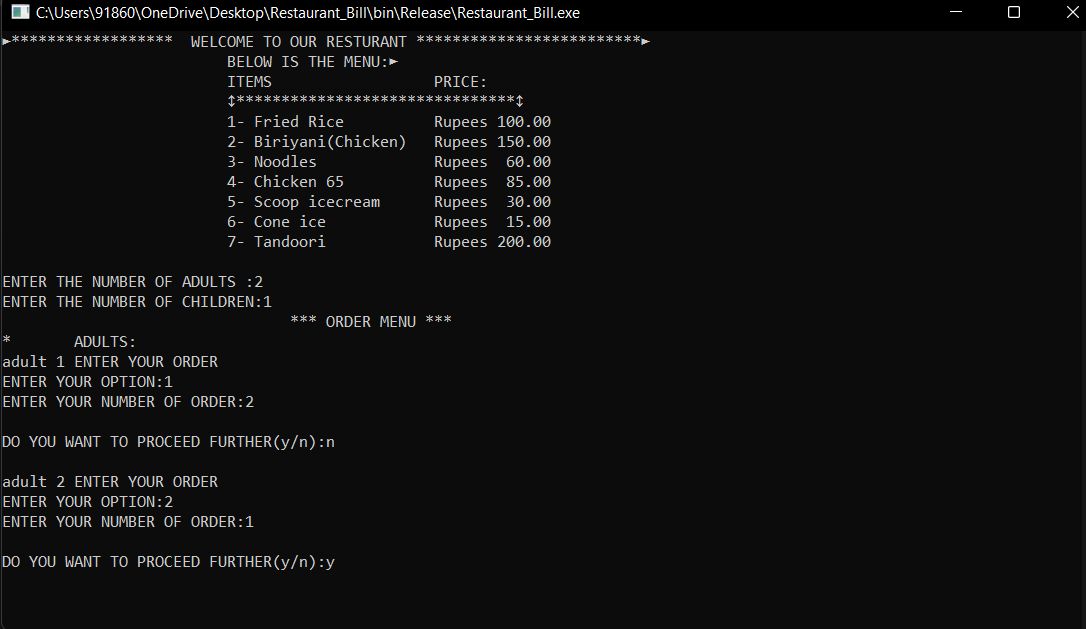 C:\Users\91860\OneDrive\Desktop\Restaurant_Bill\bin\Release\Restaurant_Bill.exe
►****************** WELCOME TO OUR RESTURANT *************************►
BELOW IS THE MENU:►
ITEMS PRICE:
↕*******************************↕
1- Fried Rice Rupees 100.00
2- Biriyani(Chicken) Rupees 150.00
3- Noodles Rupees 60.00
4- Chicken 65 Rupees 85.00
5- Scoop icecream Rupees 30.00
6- Cone ice Rupees 15.00
7- Tandoori Rupees 200.00
ENTER THE NUMBER OF ADULTS :2
ENTER THE NUMBER OF CHILDREN:1
*** ORDER MENU ***
* ADULTS:
adult 1 ENTER YOUR ORDER
ENTER YOUR OPTION:1
ENTER YOUR NUMBER OF ORDER:2
DO YOU WANT TO PROCEED FURTHER(y/n):n
adult 2 ENTER YOUR ORDER
ENTER YOUR OPTION:2
ENTER YOUR NUMBER OF ORDER:1
DO YOU WANT TO PROCEED FURTHER(y/n):y